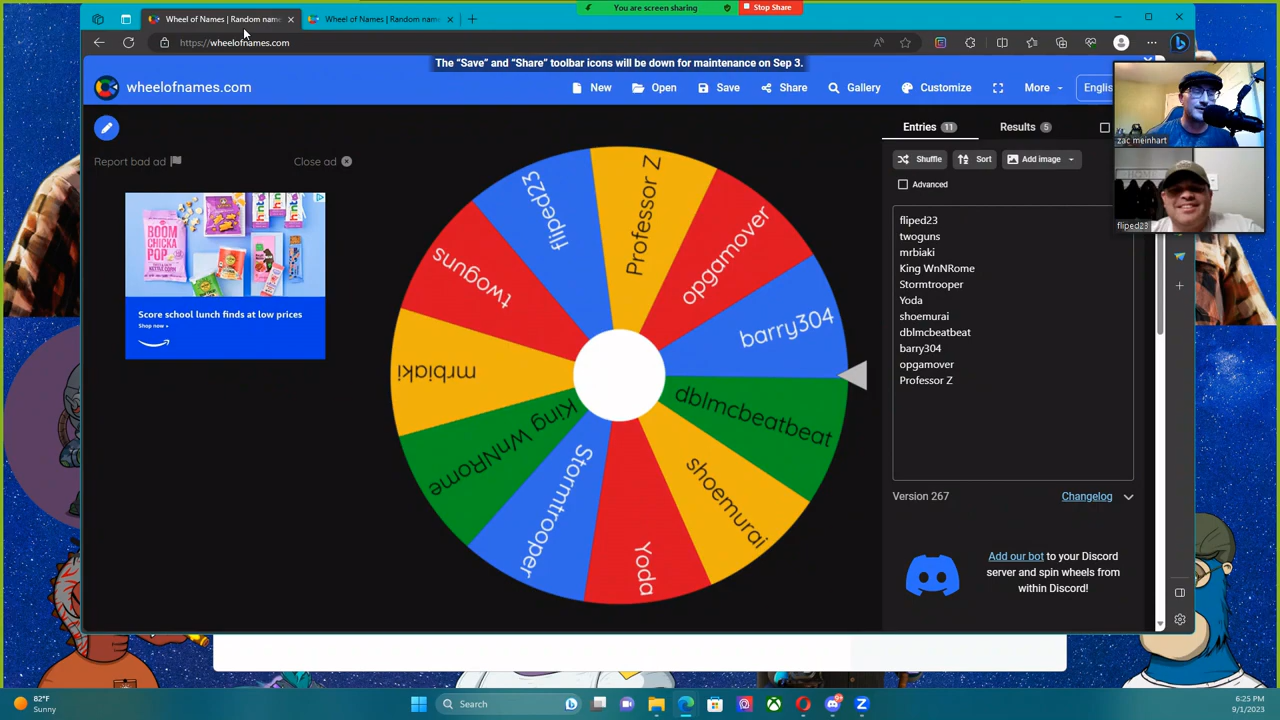 You are screen sharing
Stop Share
Wheel of Names | Random name
Wheel of Names | Random name
https://wheelofnames.com
The “Save” and “Share” toolbar icons will be down for maintenance on Sep 3.
wheelofnames.com
New
Open
Save
Share
Gallery
Customize
More
Englis
zac meinhart
fliped23
Report bad ad
Close ad
BOOM CHICKA POP
Score school lunch finds at low prices
Shop now »
fliped23
Professor Z
opgamover
barry304
dblmcbeatbeat
shoemurai
Yoda
Stormtrooper
King WnNRome
mrbiaki
twoguns
Entries 11
Results 5
Shuffle
Sort
Add image
Advanced
fliped23
twoguns
mrbiaki
King WnNRome
Stormtrooper
Yoda
shoemurai
dblmcbeatbeat
barry304
opgamover
Professor Z
Version 267
Changelog
Add our bot to your Discord
server and spin wheels from
within Discord!
82°F
Sunny
Search
6:25 PM
9/1/2023